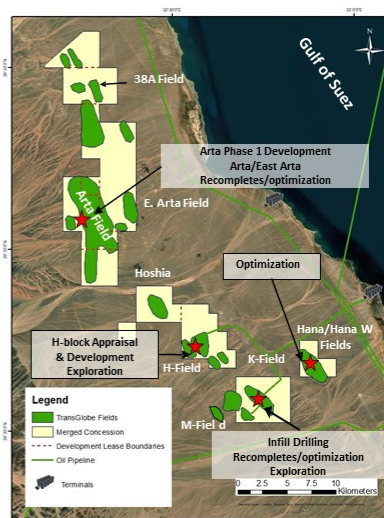 Gulf of Suez
N
38A Field
Arta Phase 1 Development
Arta/East Arta
Recompletes/optimization
Arta Field
E. Arta Field
Hoshia
Optimization
H-block Appraisal
& Development
Exploration
H-Field
K-Field
Hana/Hana W
Fields
M-Fiel d
Infill Drilling
Recompletes/optimization
Exploration
Legend
TransGlobe Fields
Merged Concession
Development Lease Boundaries
Oil Pipeline
Terminals
0 2.5 5 10
Kilometers